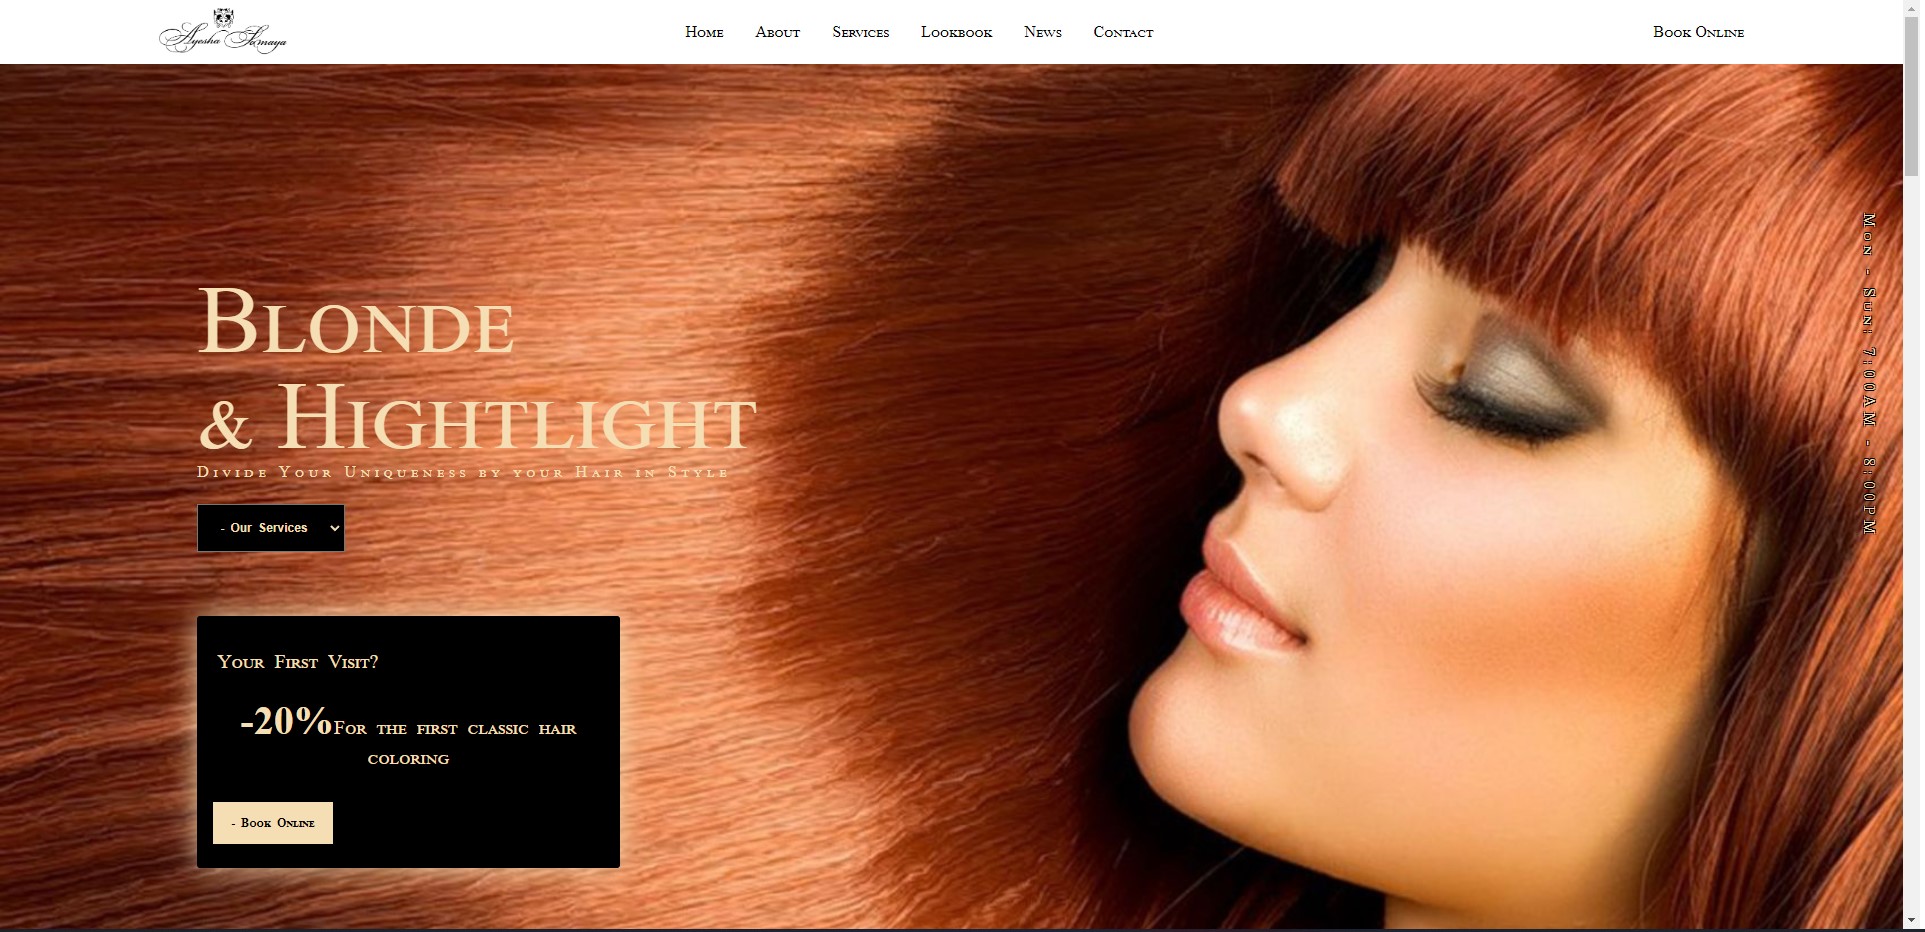 Ayesha Somaya
Home About Services Lookbook News Contact
Book Online
Mon - Sun: 7:00AM - 8:00PM
Blonde
& Hightlight
Divide Your Uniqueness by your Hair in Style
- Our Services
Your First Visit?
-20%For the first classic hair
coloring
- Book Online